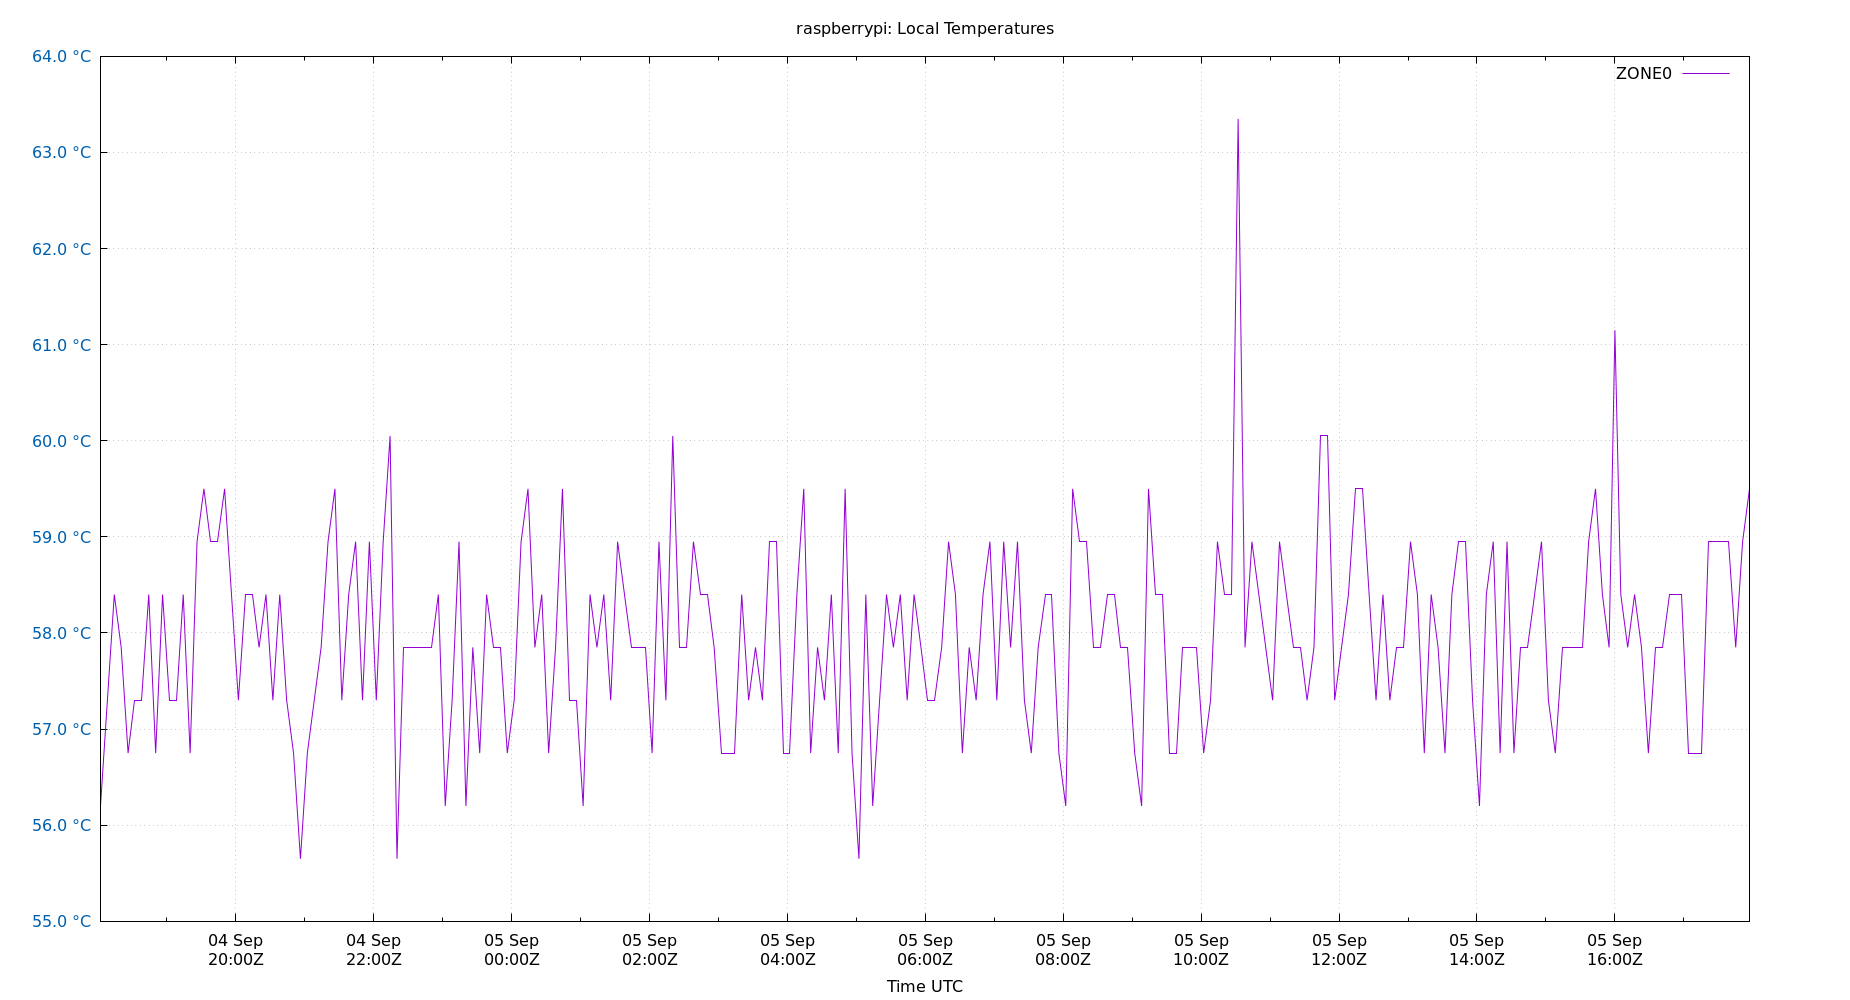 raspberrypi: Local Temperatures
64.0 °C
ZONE0
63.0 °C
62.0 °C
61.0 °C
60.0 °C
59.0 °C
58.0 °C
57.0 °C
56.0 °C
55.0 °C
04 Sep 04 Sep 05 Sep 05 Sep 05 Sep 05 Sep 05 Sep 05 Sep 05 Sep 05 Sep 05 Sep
20:00Z 22:00Z 00:00Z 02:00Z 04:00Z 06:00Z 08:00Z 10:00Z 12:00Z 14:00Z 16:00Z
Time UTC